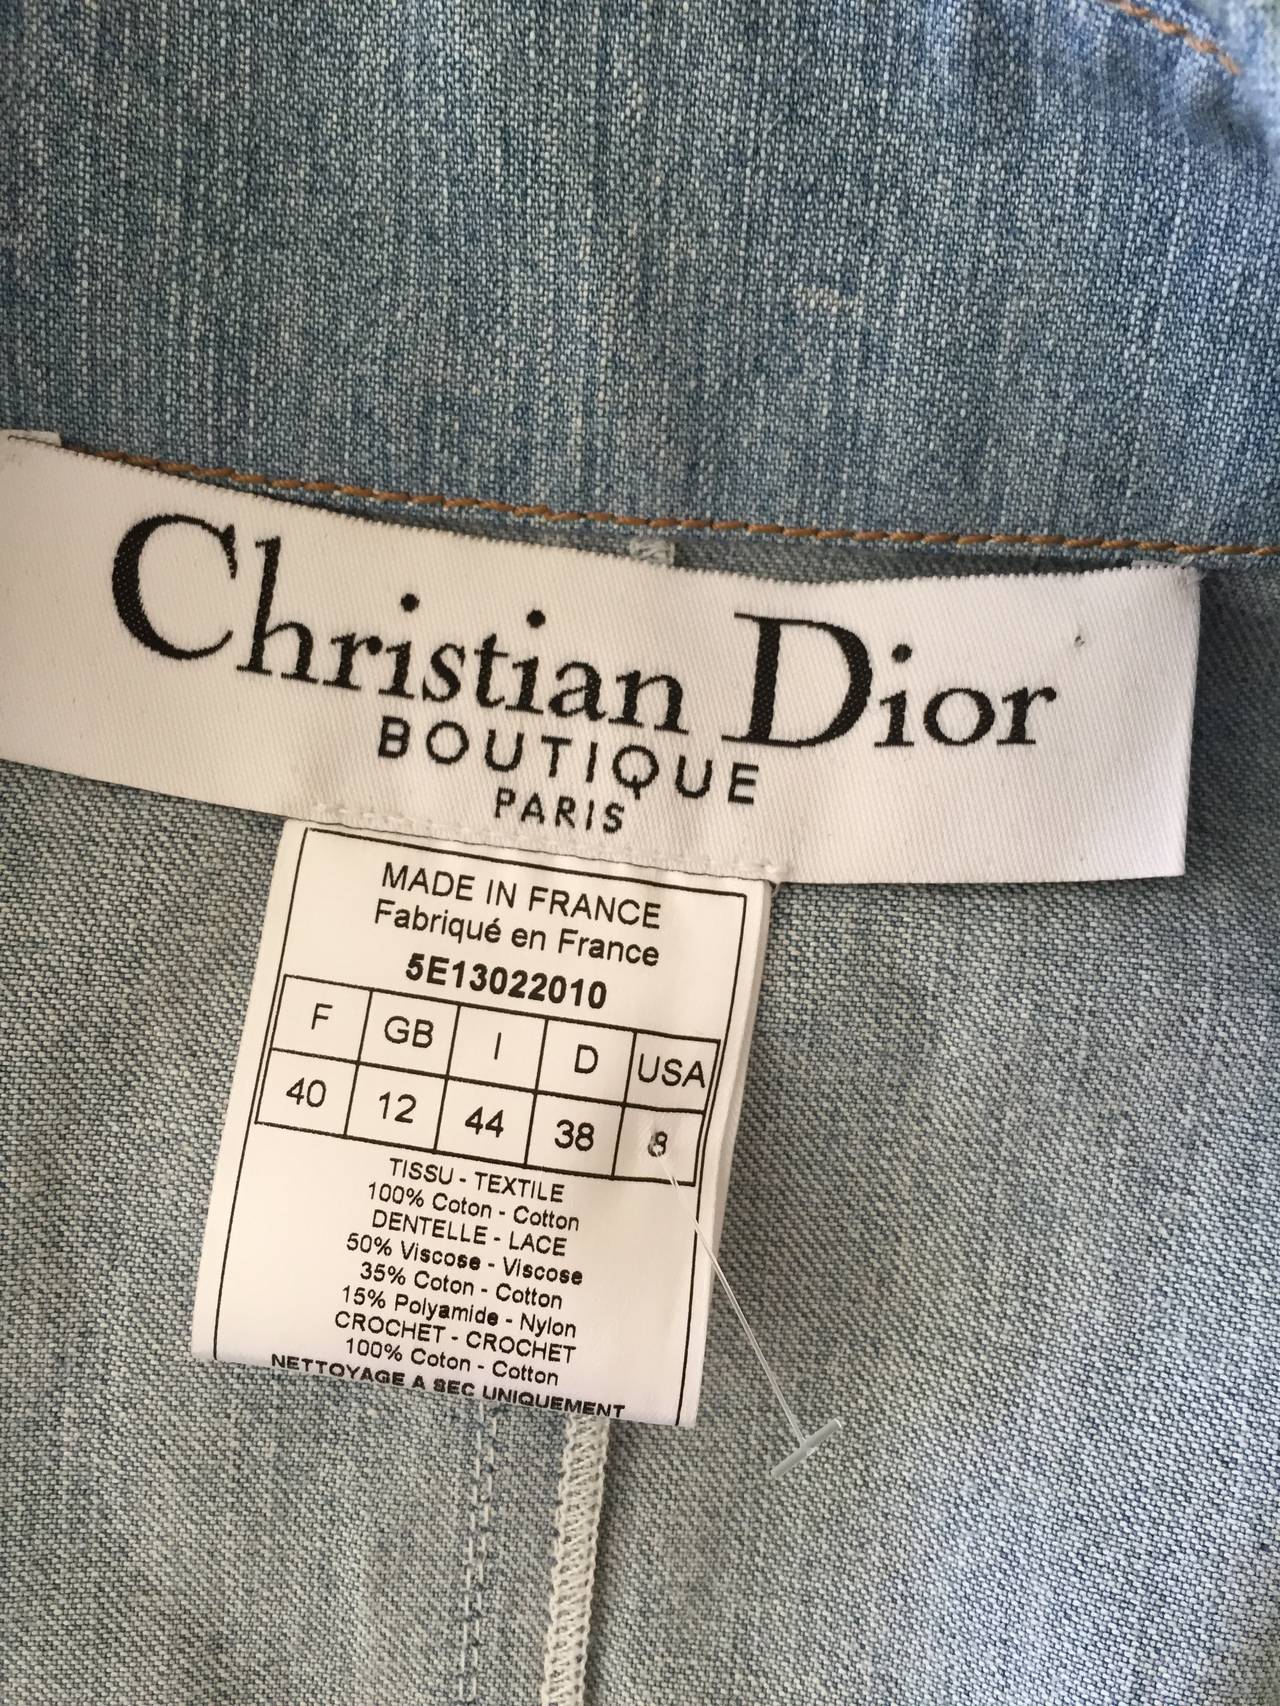 Christian Dior
BOUTIQUE
PARIS
MADE IN FRANCE
Fabriqué en France
5E13022010
F GB I D USA
40 12 44 38 8
TISSU - TEXTILE
100% Coton - Cotton
DENTELLE - LACE
50% Viscose - Viscose
35% Coton - Cotton
15% Polyamide - Nylon
CROCHET - CROCHET
100% Coton - Cotton
NETTOYAGE A SEC UNIQUEMENT